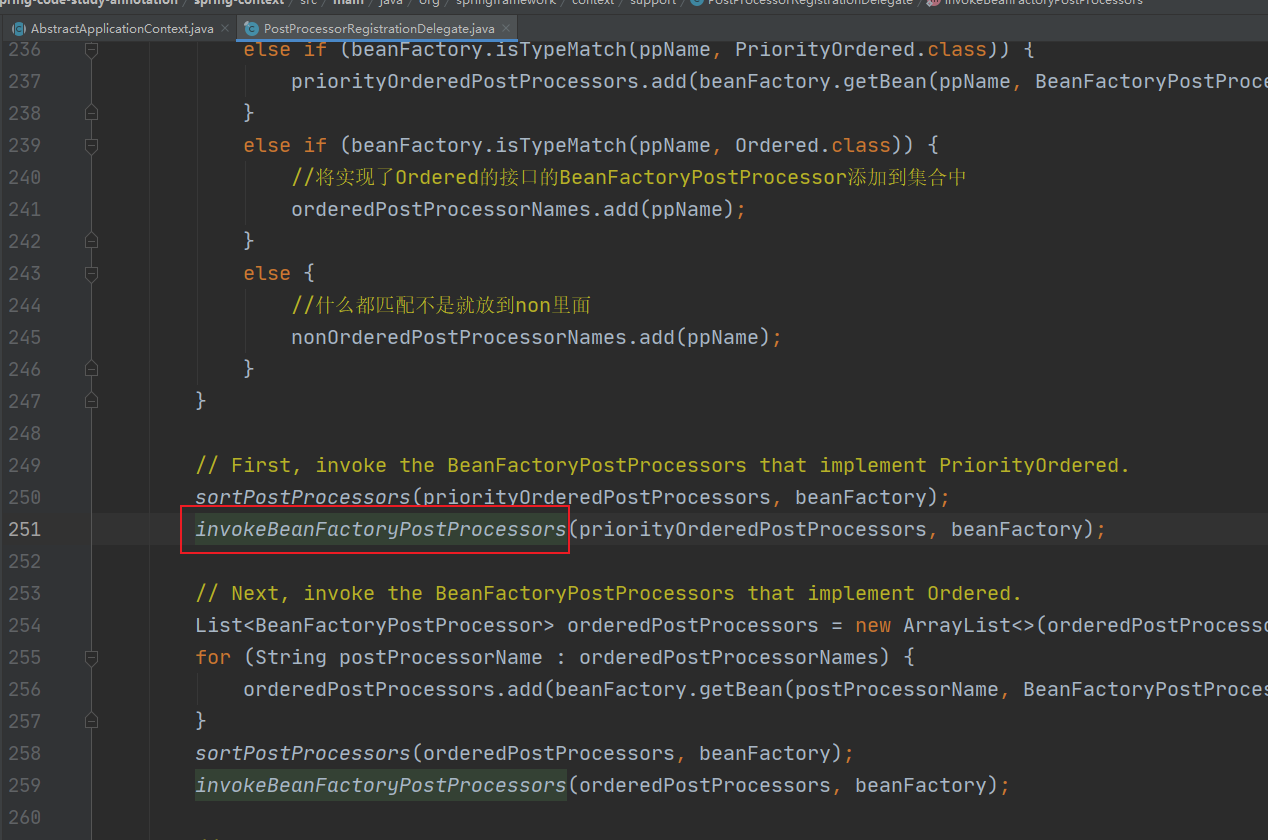 pring-code-study-annotation / spring-context / src / main / java / org / springframework / context / support / PostProcessorRegistrationDelegate / invokeBeanFactoryPostProcessors
AbstractApplicationContext.java × PostProcessorRegistrationDelegate.java ×
236 else if (beanFactory.isTypeMatch(ppName, PriorityOrdered.class)) {
237 priorityOrderedPostProcessors.add(beanFactory.getBean(ppName, BeanFactoryPostProce
238 }
239 else if (beanFactory.isTypeMatch(ppName, Ordered.class)) {
240 //将实现了Ordered的接口的BeanFactoryPostProcessor添加到集合中
241 orderedPostProcessorNames.add(ppName);
242 }
243 else {
244 //什么都匹配不是就放到non里面
245 nonOrderedPostProcessorNames.add(ppName);
246 }
247 }
248
249 // First, invoke the BeanFactoryPostProcessors that implement PriorityOrdered.
250 sortPostProcessors(priorityOrderedPostProcessors, beanFactory);
251 invokeBeanFactoryPostProcessors(priorityOrderedPostProcessors, beanFactory);
252
253 // Next, invoke the BeanFactoryPostProcessors that implement Ordered.
254 List<BeanFactoryPostProcessor> orderedPostProcessors = new ArrayList<>(orderedPostProcesso
255 for (String postProcessorName : orderedPostProcessorNames) {
256 orderedPostProcessors.add(beanFactory.getBean(postProcessorName, BeanFactoryPostProces
257 }
258 sortPostProcessors(orderedPostProcessors, beanFactory);
259 invokeBeanFactoryPostProcessors(orderedPostProcessors, beanFactory);
260